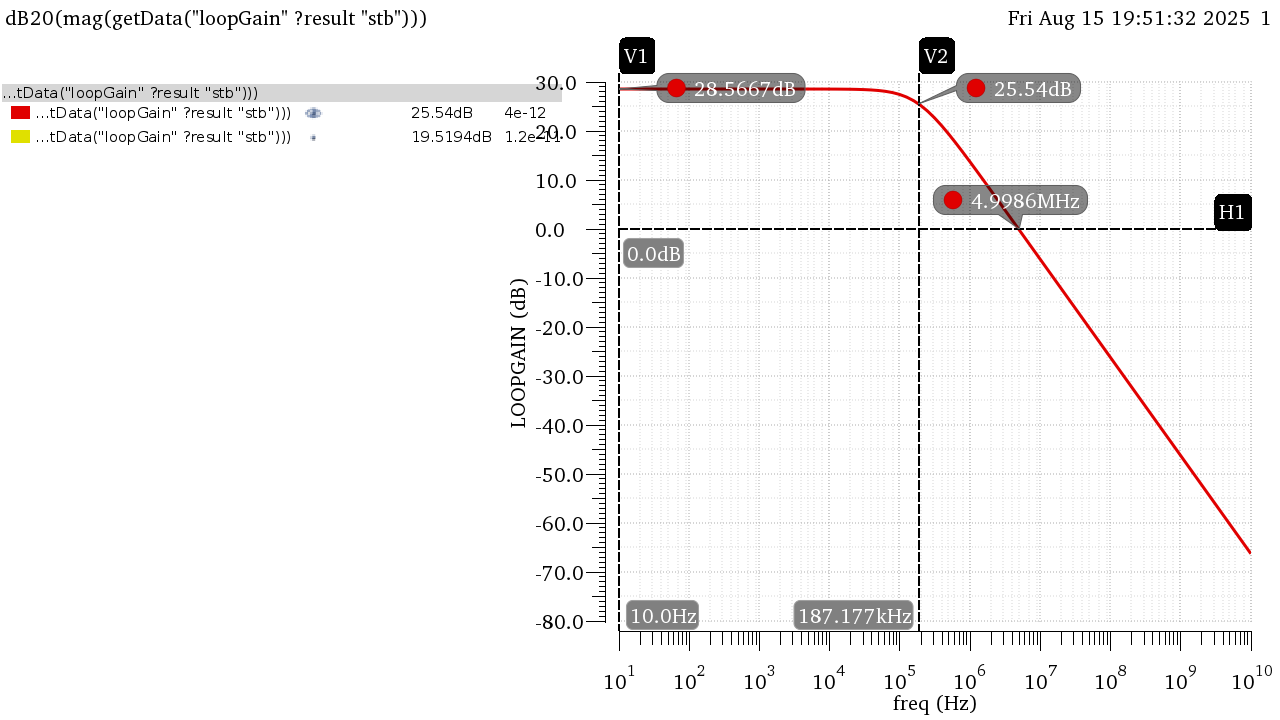 dB20(mag(getData("loopGain" ?result "stb")))
Fri Aug 15 19:51:32 2025 1
...tData("loopGain" ?result "stb")))
...tData("loopGain" ?result "stb"))) 25.54dB 4e-12
...tData("loopGain" ?result "stb"))) 19.5194dB 1.2e-11
V1
V2
28.5667dB
25.54dB
4.9986MHz
H1
0.0dB
10.0Hz
187.177kHz
LOOPGAIN (dB)
30.0
20.0
10.0
0.0
-10.0
-20.0
-30.0
-40.0
-50.0
-60.0
-70.0
-80.0
10^1 10^2 10^3 10^4 10^5 10^6 10^7 10^8 10^9 10^10
freq (Hz)